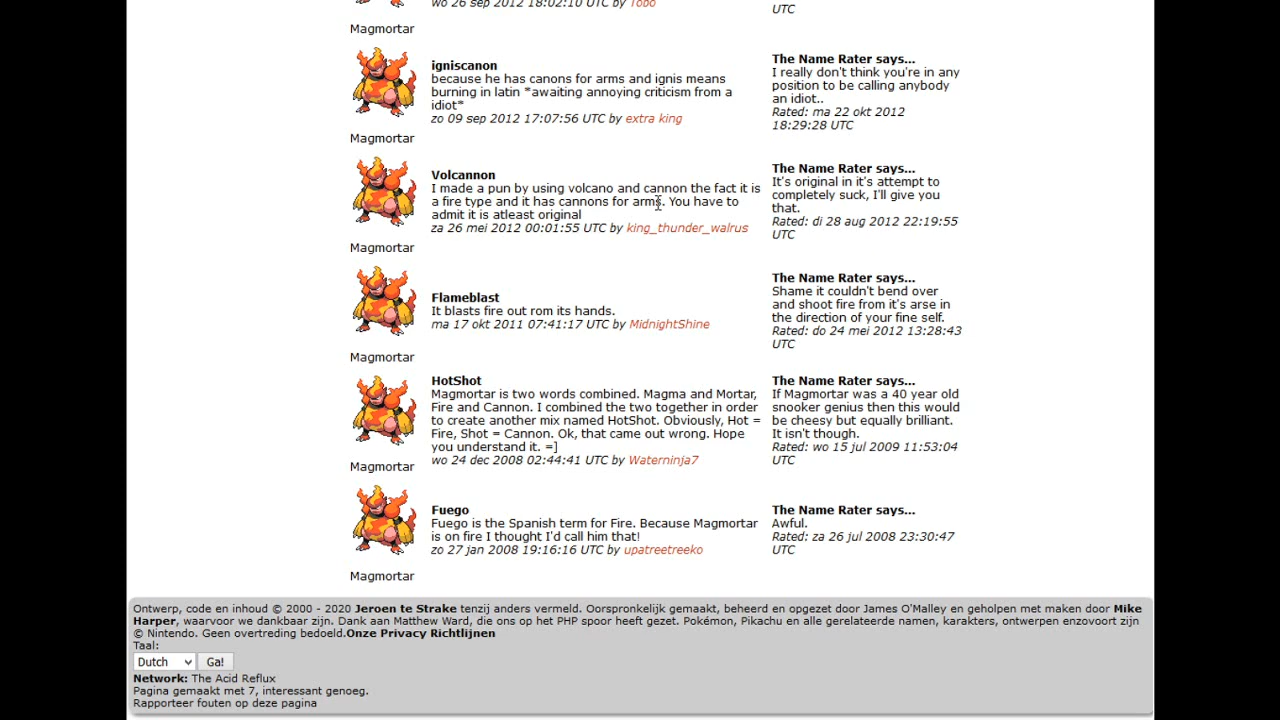 wo 26 sep 2012 18:02:10 UTC by Tobo
UTC
Magmortar
igniscanon
because he has canons for arms and ignis means
burning in latin *awaiting annoying criticism from a
idiot*
zo 09 sep 2012 17:07:56 UTC by extra king
The Name Rater says...
I really don't think you're in any
position to be calling anybody
an idiot..
Rated: ma 22 okt 2012
18:29:28 UTC
Magmortar
Volcannon
I made a pun by using volcano and cannon the fact it is
a fire type and it has cannons for arms. You have to
admit it is atleast original
za 26 mei 2012 00:01:55 UTC by king_thunder_walrus
The Name Rater says...
It's original in it's attempt to
completely suck, I'll give you
that.
Rated: di 28 aug 2012 22:19:55
UTC
Magmortar
Flameblast
It blasts fire out rom its hands.
ma 17 okt 2011 07:41:17 UTC by MidnightShine
The Name Rater says...
Shame it couldn't bend over
and shoot fire from it's arse in
the direction of your fine self.
Rated: do 24 mei 2012 13:28:43
UTC
Magmortar
HotShot
Magmortar is two words combined. Magma and Mortar,
Fire and Cannon. I combined the two together in order
to create another mix named HotShot. Obviously, Hot =
Fire, Shot = Cannon. Ok, that came out wrong. Hope
you understand it. =]
wo 24 dec 2008 02:44:41 UTC by Waterninja7
The Name Rater says...
If Magmortar was a 40 year old
snooker genius then this would
be cheesy but equally brilliant.
It isn't though.
Rated: wo 15 jul 2009 11:53:04
UTC
Magmortar
Fuego
Fuego is the Spanish term for Fire. Because Magmortar
is on fire I thought I'd call him that!
zo 27 jan 2008 19:16:16 UTC by upatreetreeko
The Name Rater says...
Awful.
Rated: za 26 jul 2008 23:30:47
UTC
Magmortar
Ontwerp, code en inhoud © 2000 - 2020 Jeroen te Strake tenzij anders vermeld. Oorspronkelijk gemaakt, beheerd en opgezet door James O'Malley en geholpen met maken door Mike
Harper, waarvoor we dankbaar zijn. Dank aan Matthew Ward, die ons op het PHP spoor heeft gezet. Pokémon, Pikachu en alle gerelateerde namen, karakters, ontwerpen enzovoort zijn
© Nintendo. Geen overtreding bedoeld.Onze Privacy Richtlijnen
Taal:
Dutch Ga!
Network: The Acid Reflux
Pagina gemaakt met 7, interessant genoeg.
Rapporteer fouten op deze pagina